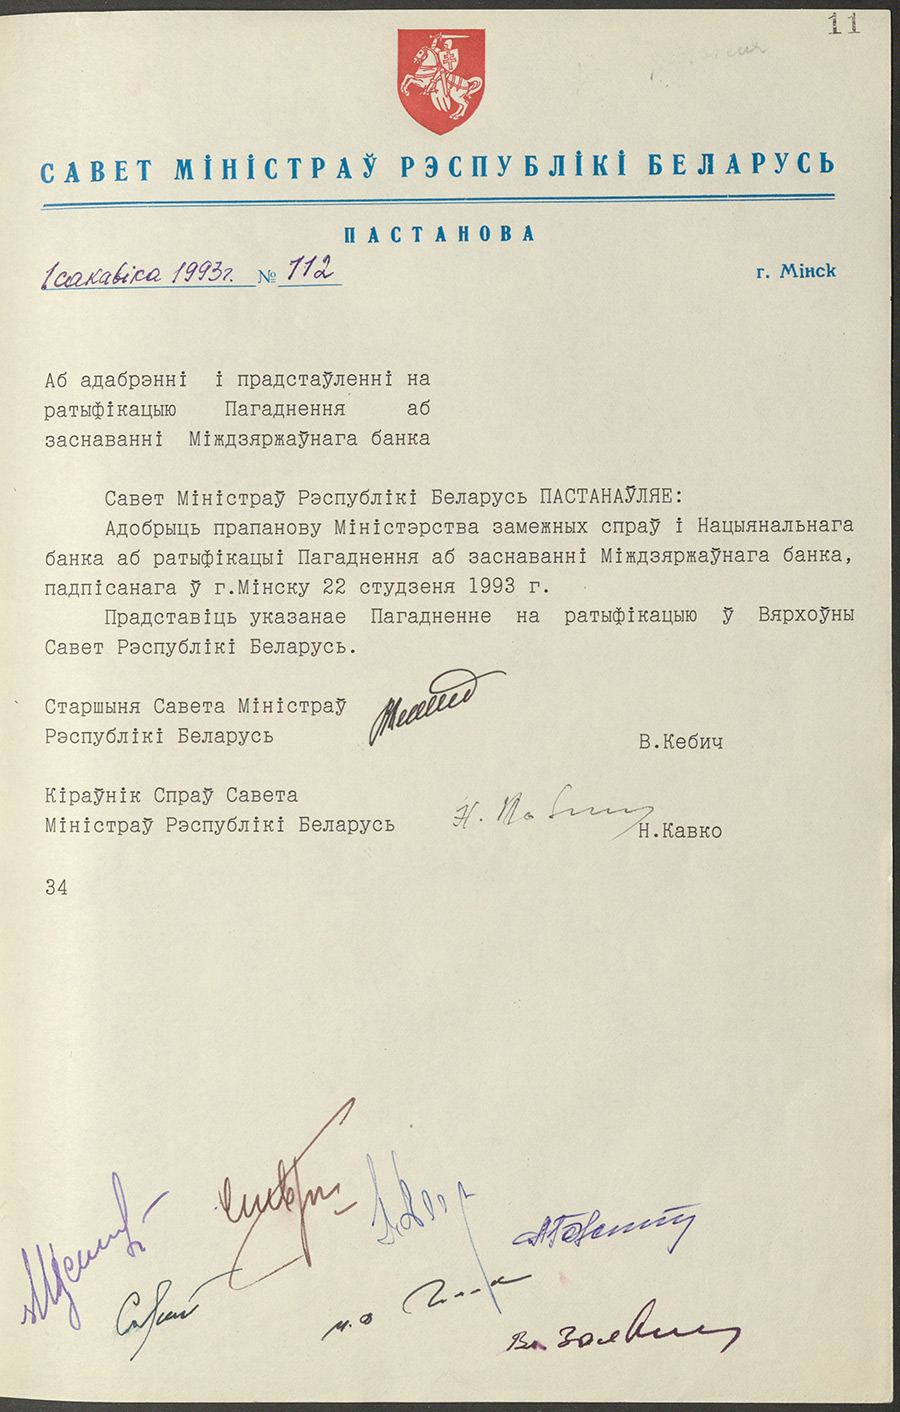 11
САВЕТ МІНІСТРАЎ РЭСПУБЛІКІ БЕЛАРУСЬ
ПАСТАНОВА
1 сакавіка 1993г. № 112
г. Мінск
Аб адабрэнні і прадстаўленні на
ратыфікацыю Пагаднення аб
заснаванні Міждзяржаўнага банка
Савет Міністраў Рэспублікі Беларусь ПАСТАНАЎЛЯЕ:
Адобрыць прапанову Міністэрства замежных спраў і Нацыянальнага
банка аб ратыфікацыі Пагаднення аб заснаванні Міждзяржаўнага банка,
падпісанага ў г.Мінску 22 студзеня 1993 г.
Прадставіць указанае Пагадненне на ратыфікацыю ў Вярхоўны
Савет Рэспублікі Беларусь.
Старшыня Савета Міністраў
Рэспублікі Беларусь
В.Кебич
Кіраўнік Спраў Савета
Міністраў Рэспублікі Беларусь
Н.Кавко
34